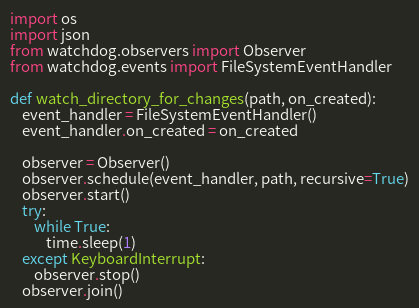 import os
import json
from watchdog.observers import Observer
from watchdog.events import FileSystemEventHandler

def watch_directory_for_changes(path, on_created):
    event_handler = FileSystemEventHandler()
    event_handler.on_created = on_created

    observer = Observer()
    observer.schedule(event_handler, path, recursive=True)
    observer.start()
    try:
        while True:
            time.sleep(1)
    except KeyboardInterrupt:
        observer.stop()
    observer.join()